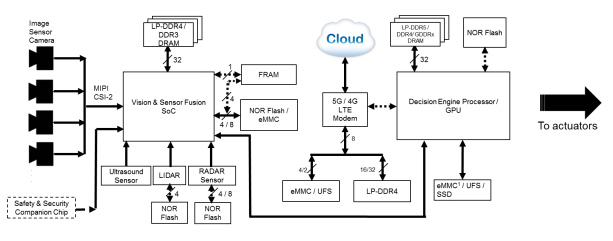 Image
Sensor
Camera
MIPI
CSI-2
LP-DDR4 /
DDR3
DRAM
32
Vision & Sensor Fusion
SoC
1
FRAM
4
NOR Flash /
eMMC
4 / 8
Ultrasound
Sensor
LIDAR
RADAR
Sensor
4
4 / 8
NOR
Flash
NOR
Flash
Safety & Security
Companion Chip
Cloud
5G / 4G
LTE
Modem
8
4/2
16/32
eMMC / UFS
LP-DDR4
LP-DDR5 /
DDR4/ GDDRx
DRAM
32
NOR Flash
Decision Engine Processor /
GPU
eMMC¹ / UFS /
SSD
To actuators